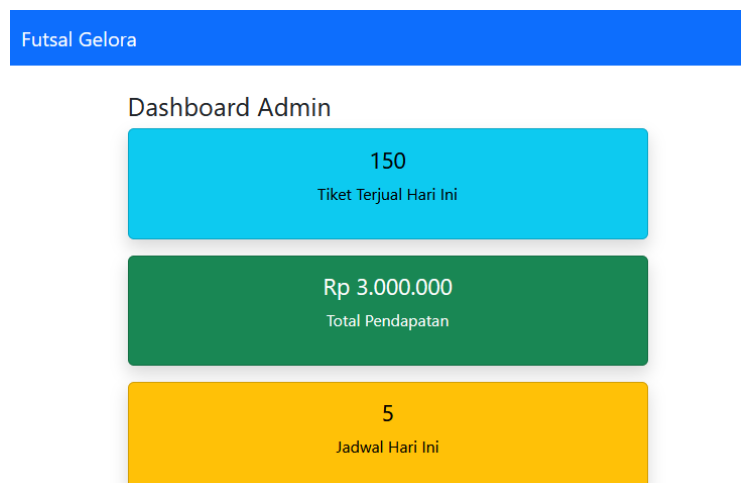 Futsal Gelora
Dashboard Admin
150
Tiket Terjual Hari Ini
Rp 3.000.000
Total Pendapatan
5
Jadwal Hari Ini